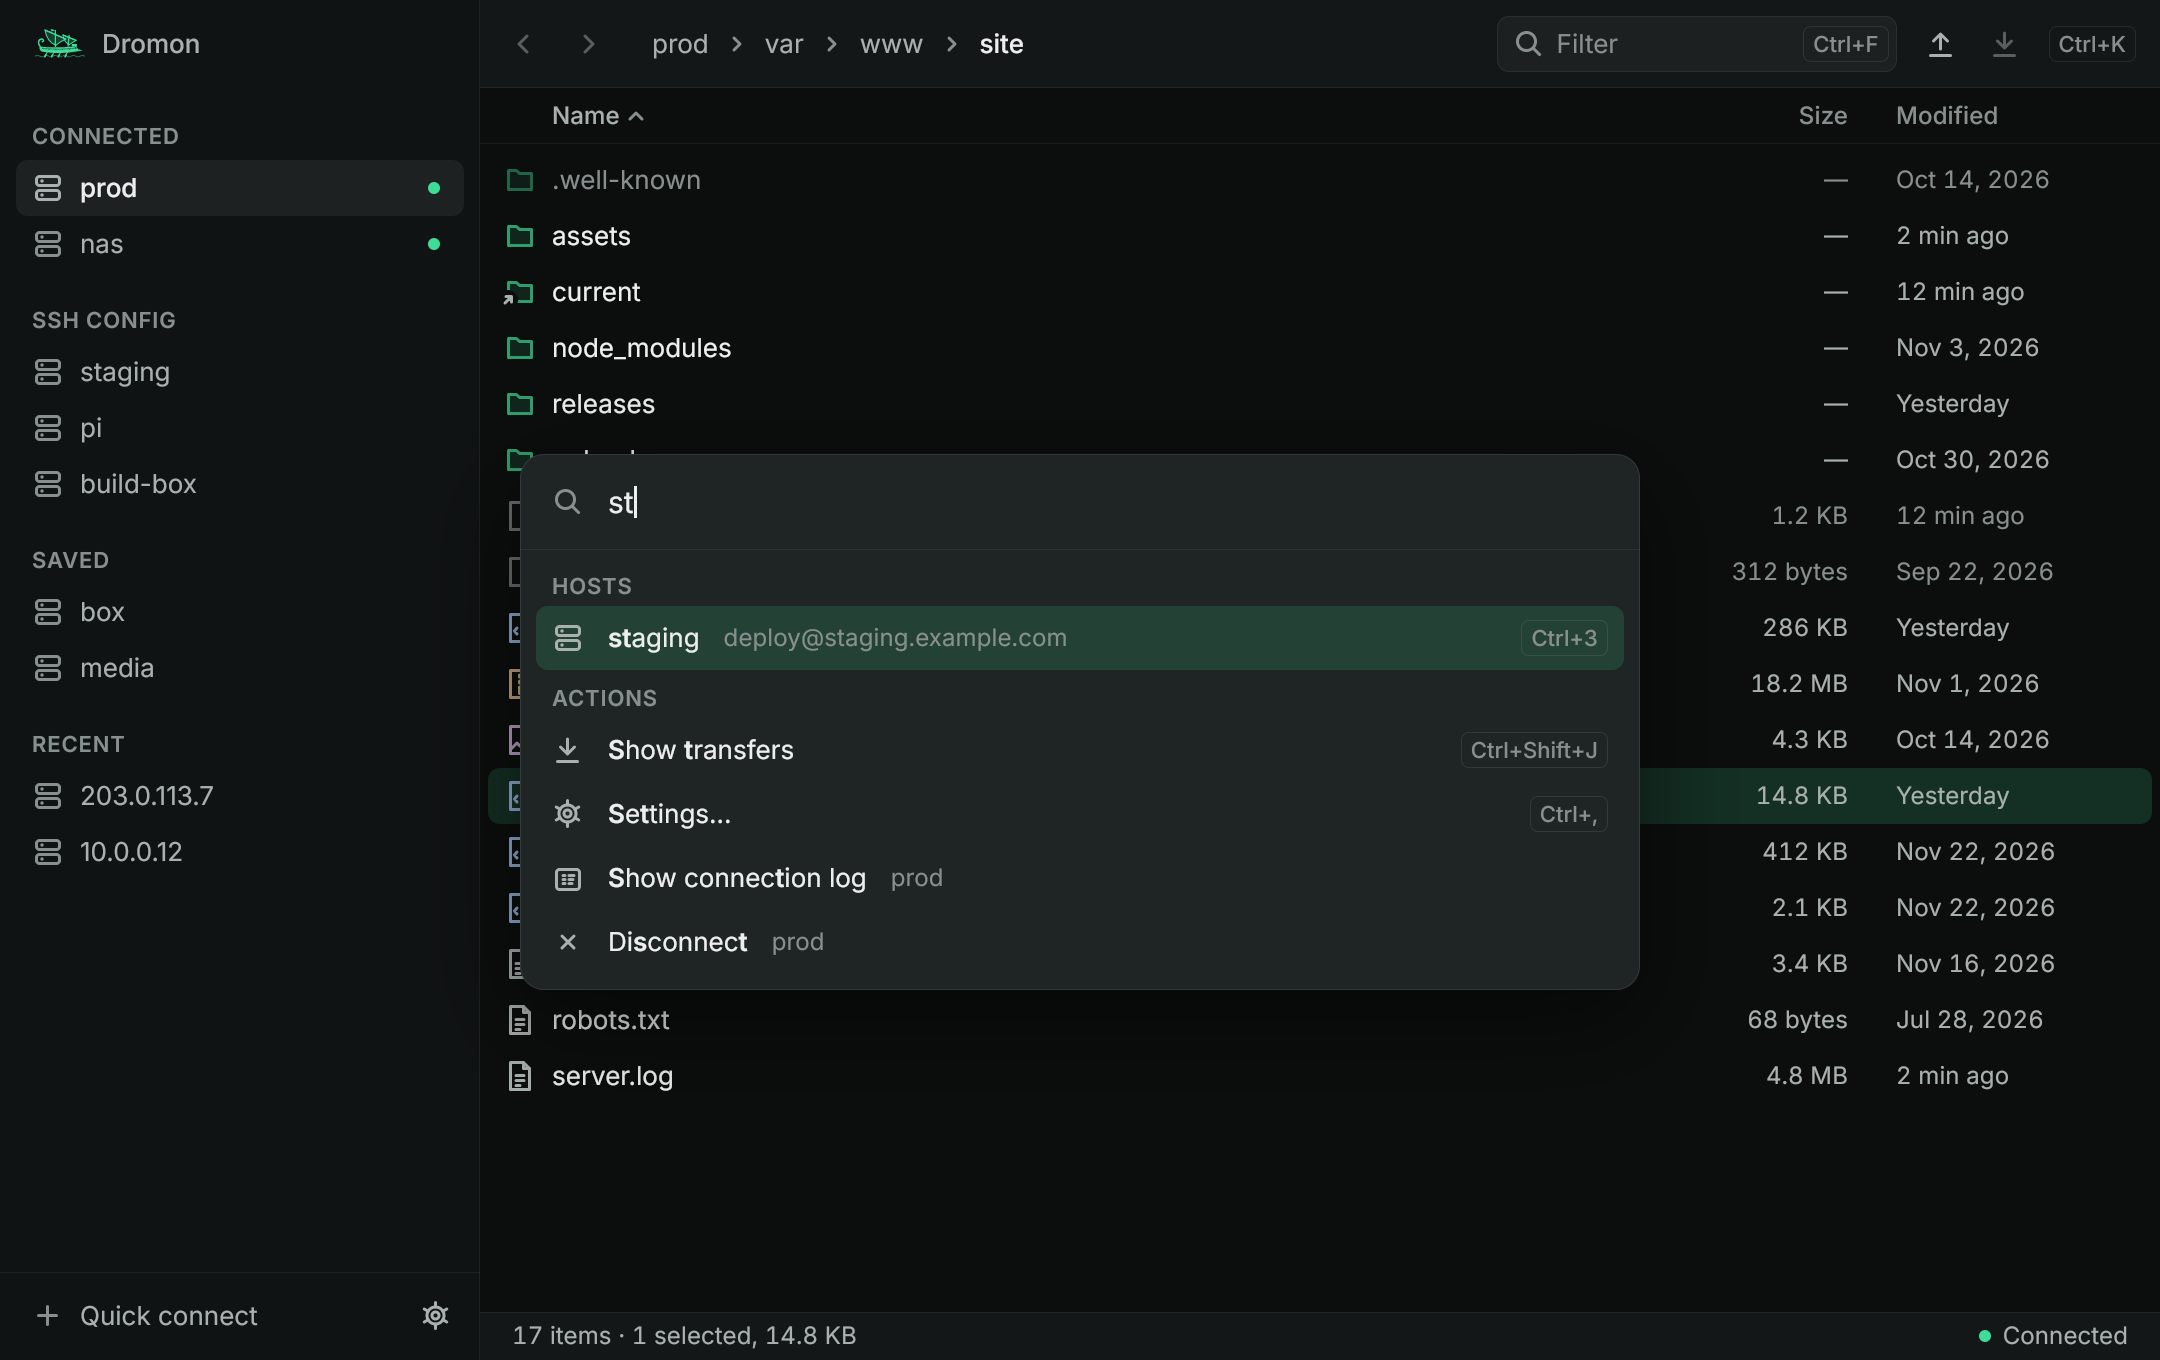 Dromon
CONNECTED
prod
nas
SSH CONFIG
staging
pi
build-box
SAVED
box
media
RECENT
203.0.113.7
10.0.0.12
Quick connect
prod > var > www > site
Filter Ctrl+F
Ctrl+K
Name Size Modified
.well-known — Oct 14, 2026
assets — 2 min ago
current — 12 min ago
node_modules — Nov 3, 2026
releases — Yesterday
— Oct 30, 2026
1.2 KB 12 min ago
312 bytes Sep 22, 2026
286 KB Yesterday
18.2 MB Nov 1, 2026
4.3 KB Oct 14, 2026
14.8 KB Yesterday
412 KB Nov 22, 2026
2.1 KB Nov 22, 2026
3.4 KB Nov 16, 2026
robots.txt 68 bytes Jul 28, 2026
server.log 4.8 MB 2 min ago
st
HOSTS
staging deploy@staging.example.com Ctrl+3
ACTIONS
Show transfers Ctrl+Shift+J
Settings... Ctrl+,
Show connection log prod
Disconnect prod
17 items · 1 selected, 14.8 KB
Connected